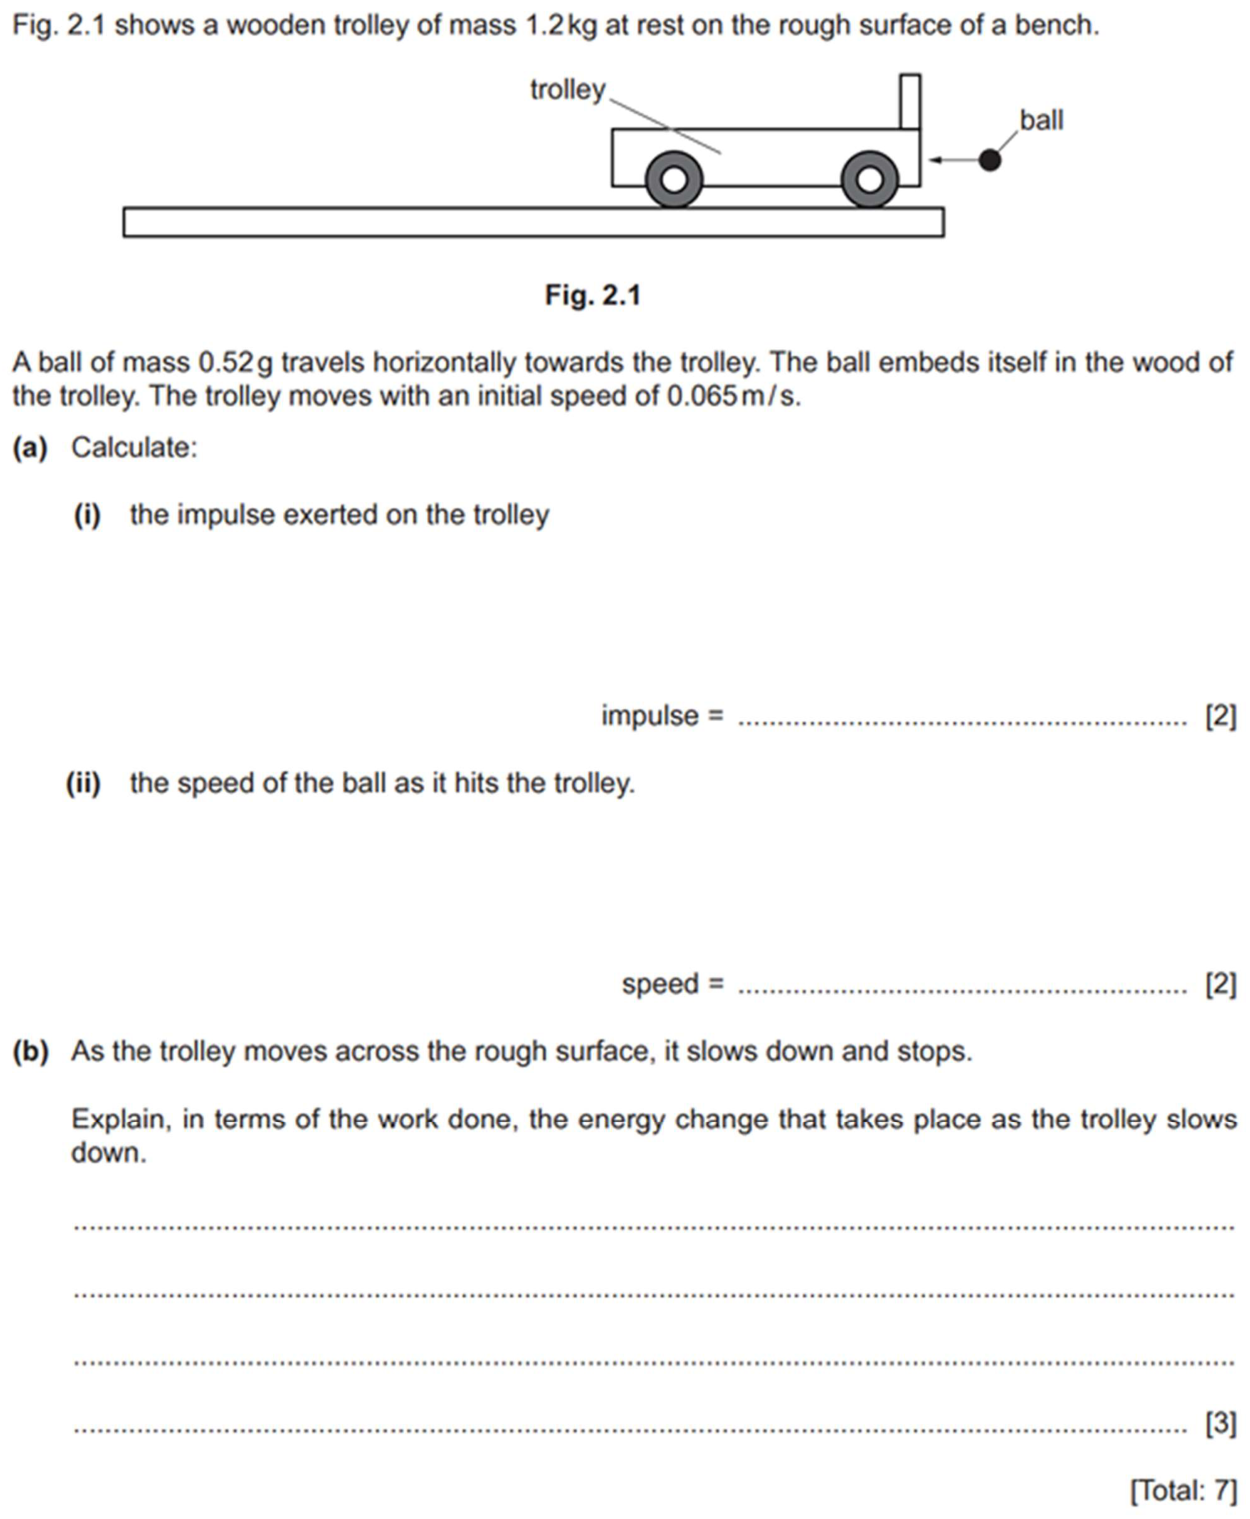 Fig. 2.1 shows a wooden trolley of mass 1.2 kg at rest on the rough surface of a bench.
trolley
ball
Fig. 2.1
A ball of mass 0.52 g travels horizontally towards the trolley. The ball embeds itself in the wood of
the trolley. The trolley moves with an initial speed of 0.065 m/s.
(a) Calculate:
(i) the impulse exerted on the trolley
impulse = ........................................................ [2]
(ii) the speed of the ball as it hits the trolley.
speed = ........................................................ [2]
(b) As the trolley moves across the rough surface, it slows down and stops.
Explain, in terms of the work done, the energy change that takes place as the trolley slows
down.
..........................................................................................................................................
..........................................................................................................................................
..........................................................................................................................................
..................................................................................................................................... [3]
[Total: 7]